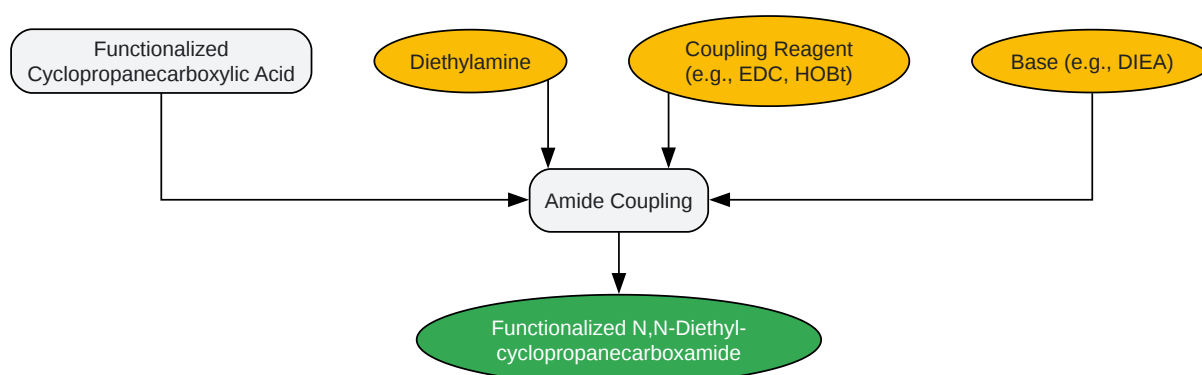 Functionalized
Cyclopropanecarboxylic Acid
Diethylamine
Coupling Reagent
(e.g., EDC, HOBt)
Base (e.g., DIEA)
Amide Coupling
Functionalized N,N-Diethyl-
cyclopropanecarboxamide